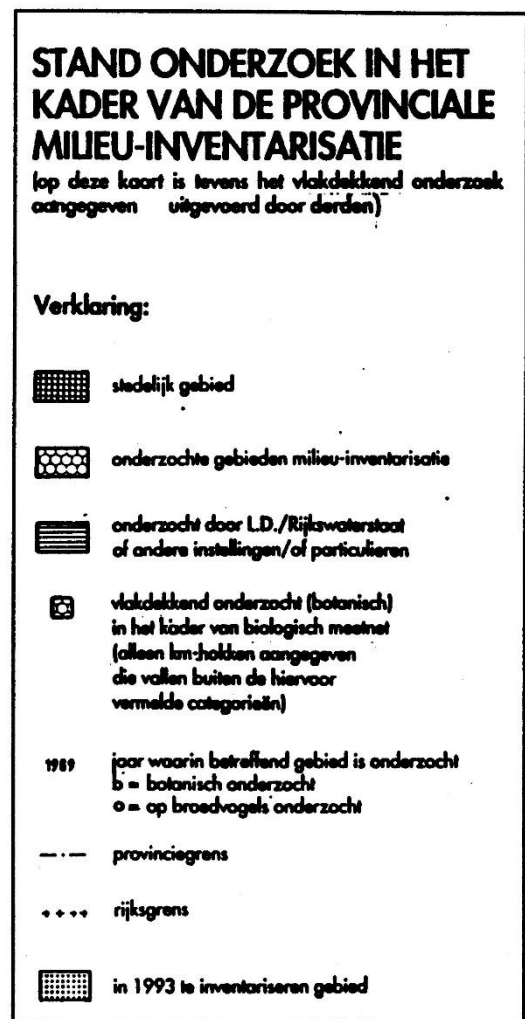 STAND ONDERZOEK IN HET
KADER VAN DE PROVINCIALE
MILIEU-INVENTARISATIE
(op deze kaart is tevens het vlakdekkend onderzoek
aangegeven uitgevoerd door derden)
Verklaring:
stedelijk gebied
onderzochte gebieden milieu-inventarisatie
onderzocht door L.D./Rijkswaterstaat
of andere instellingen/of particulieren
vlakdekkend onderzocht (botanisch)
in het kader van biologisch meetnet
(alleen km-hokken aangegeven
die vallen buiten de hiervoor
vermelde categorieën)
1989 jaar waarin betreffend gebied is onderzocht
b = botanisch onderzocht
o = op broedvogels onderzocht
provinciegrens
rijksgrens
in 1993 te inventariseren gebied